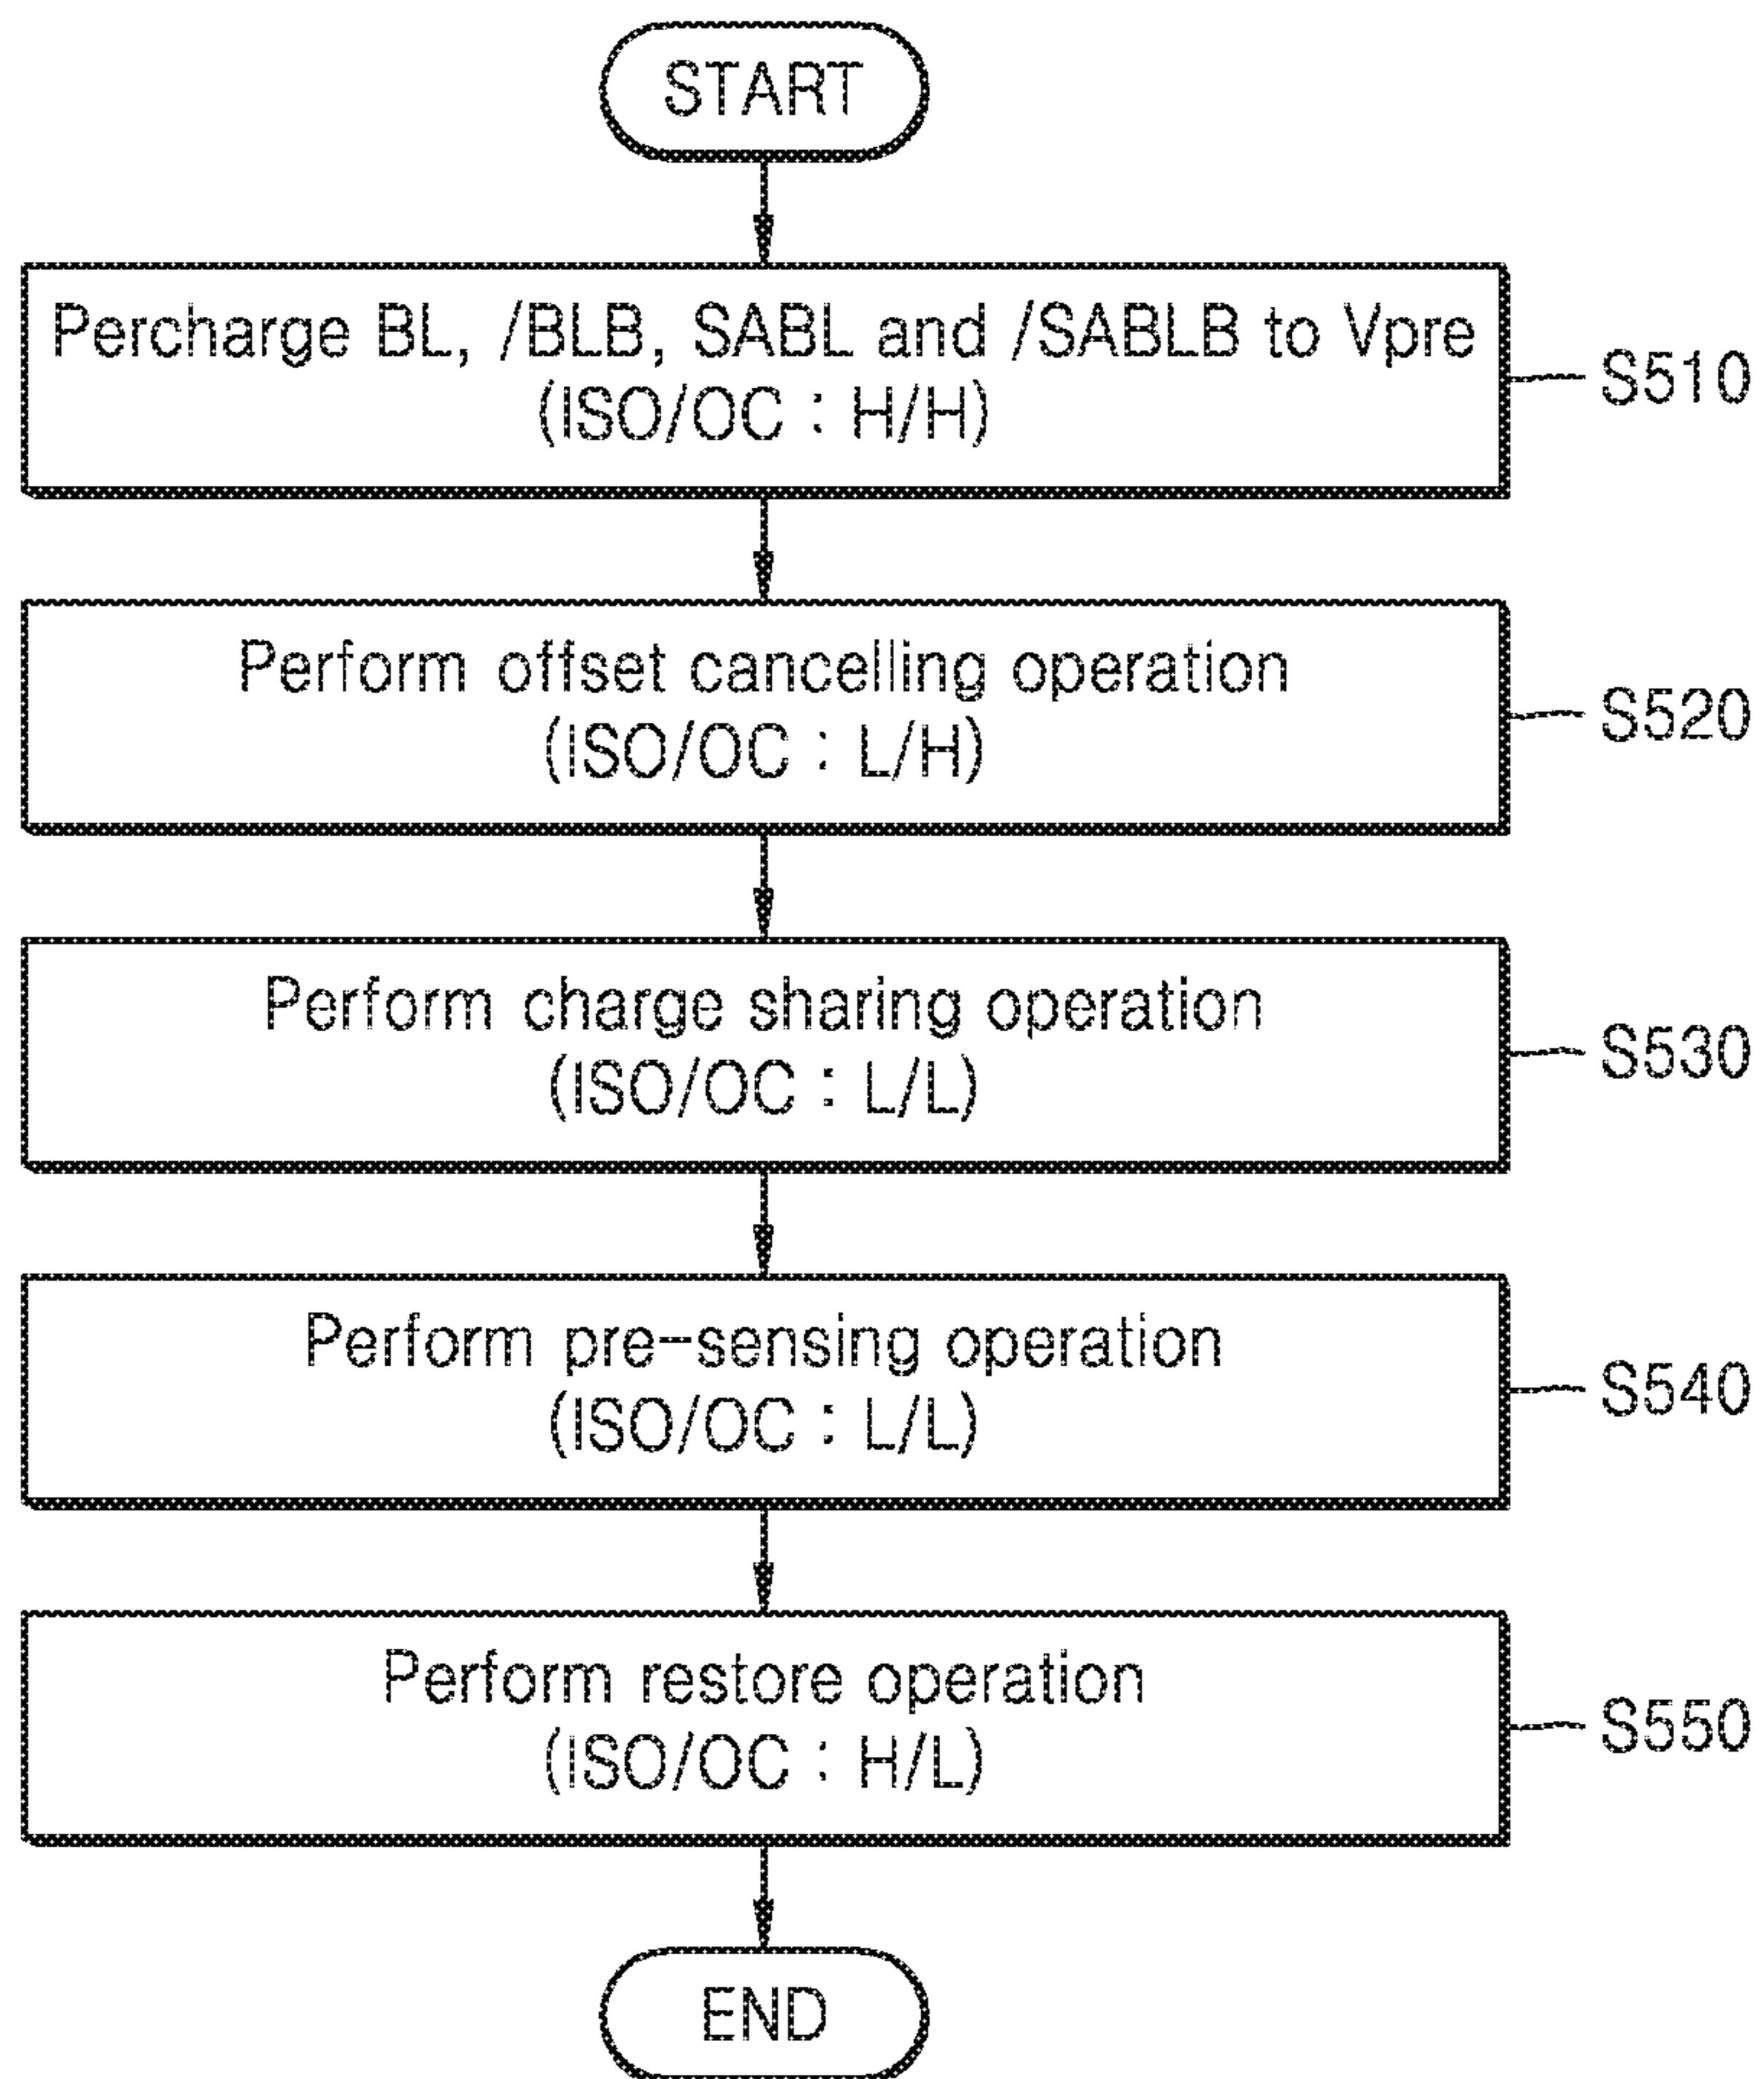 START
Percharge BL, /BLB, SABL and /SABLB to Vpre
(ISO/OC : H/H)
S510
Perform offset cancelling operation
(ISO/OC : L/H)
S520
Perform charge sharing operation
(ISO/OC : L/L)
S530
Perform pre-sensing operation
(ISO/OC : L/L)
S540
Perform restore operation
(ISO/OC : H/L)
S550
END